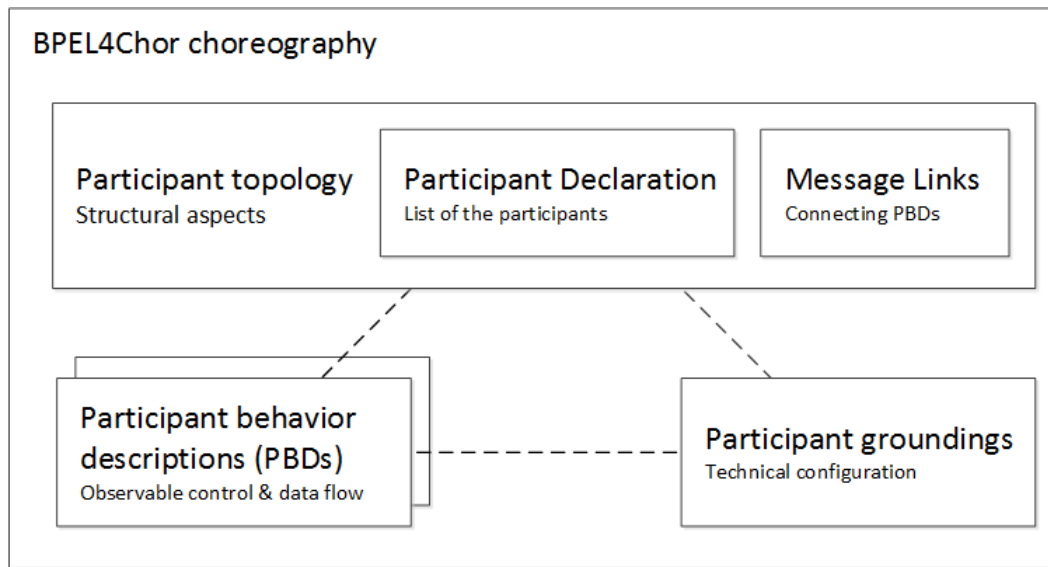 BPEL4Chor choreography
Participant topology
Structural aspects
Participant Declaration
List of the participants
Message Links
Connecting PBDs
Participant behavior
descriptions (PBDs)
Observable control & data flow
Participant groundings
Technical configuration